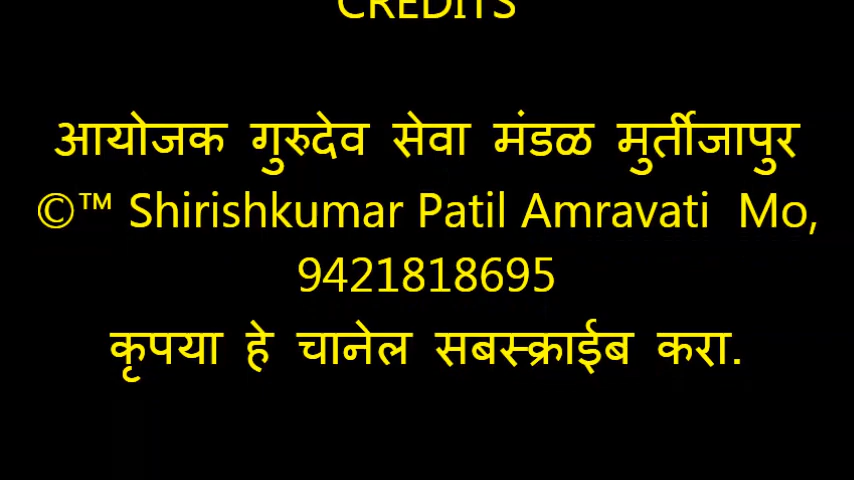 CREDITS
आयोजक गुरुदेव सेवा मंडळ मुर्तीजापुर
©™ Shirishkumar Patil Amravati Mo,
9421818695
कृपया हे चानेल सबस्क्राईब करा.